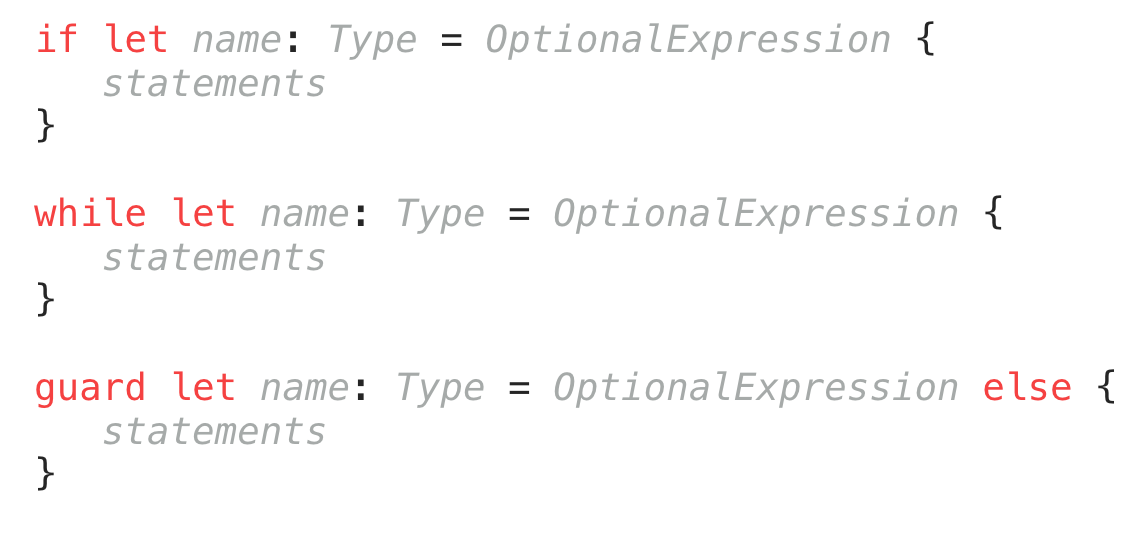 if let name: Type = OptionalExpression {
statements
}
while let name: Type = OptionalExpression {
statements
}
guard let name: Type = OptionalExpression else {
statements
}